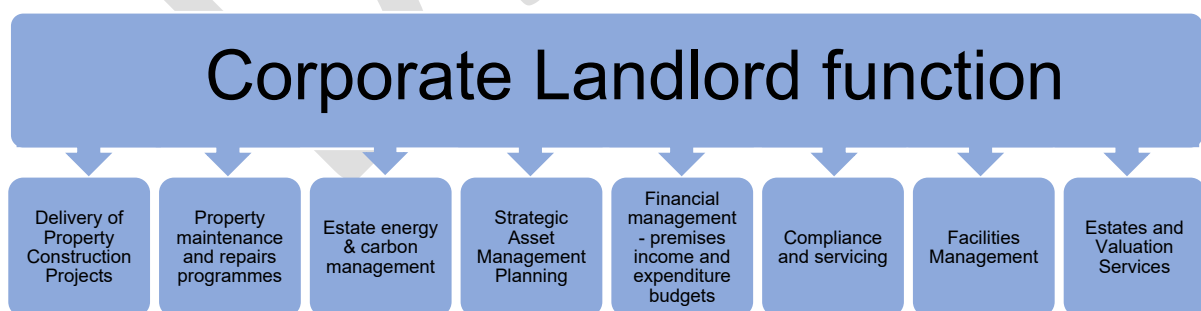 Corporate Landlord function
Delivery of
Property
Construction
Projects
Property
maintenance
and repairs
programmes
Estate energy
& carbon
management
Strategic
Asset
Management
Planning
Financial
management
- premises
income and
expenditure
budgets
Compliance
and servicing
Facilities
Management
Estates and
Valuation
Services